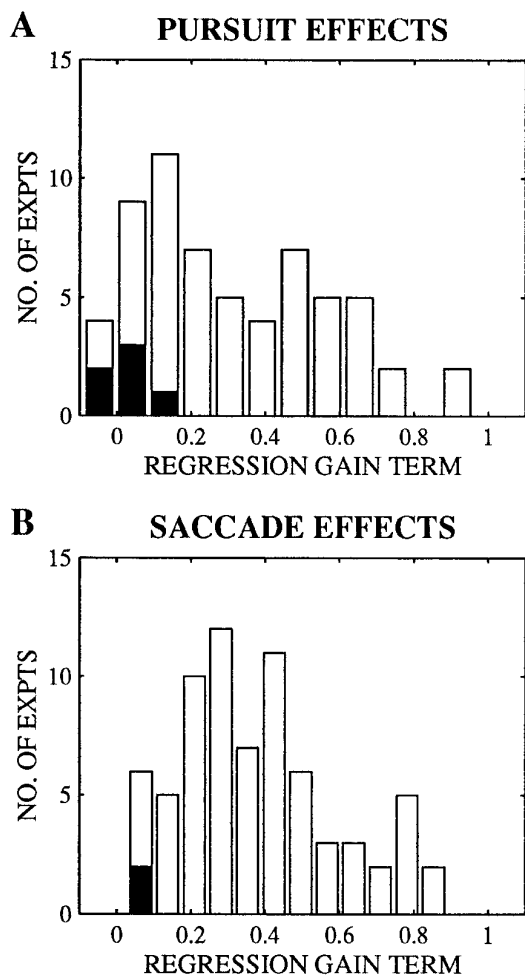 A
PURSUIT EFFECTS
15
10
5
0
NO. OF EXPTS
0 0.2 0.4 0.6 0.8 1
REGRESSION GAIN TERM
B
SACCADE EFFECTS
15
10
5
0
NO. OF EXPTS
0 0.2 0.4 0.6 0.8 1
REGRESSION GAIN TERM